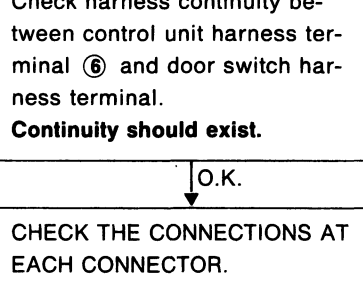 Check harness continuity be-
tween control unit harness ter-
minal ⑥ and door switch har-
ness terminal.
Continuity should exist.
O.K.
CHECK THE CONNECTIONS AT
EACH CONNECTOR.